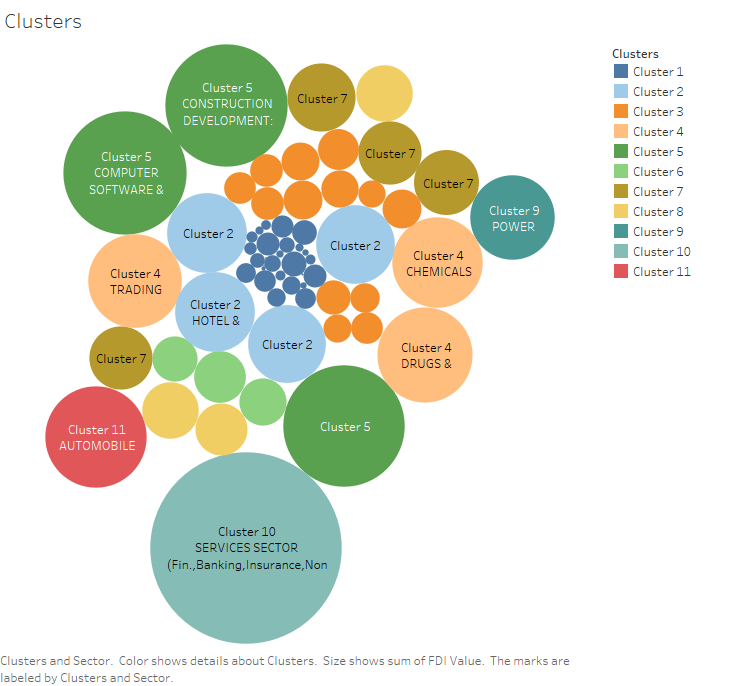 Clusters
Cluster 5
CONSTRUCTION
DEVELOPMENT:
Cluster 7
Cluster 5
COMPUTER
SOFTWARE &
Cluster 7
Cluster 7
Cluster 9
POWER
Cluster 2
Cluster 2
Cluster 4
CHEMICALS
Cluster 4
TRADING
Cluster 2
HOTEL &
Cluster 2
Cluster 4
DRUGS &
Cluster 7
Cluster 11
AUTOMOBILE
Cluster 5
Cluster 10
SERVICES SECTOR
(Fin.,Banking,Insurance,Non
Clusters
Cluster 1
Cluster 2
Cluster 3
Cluster 4
Cluster 5
Cluster 6
Cluster 7
Cluster 8
Cluster 9
Cluster 10
Cluster 11
Clusters and Sector.  Color shows details about Clusters.  Size shows sum of FDI Value.  The marks are
labeled by Clusters and Sector.